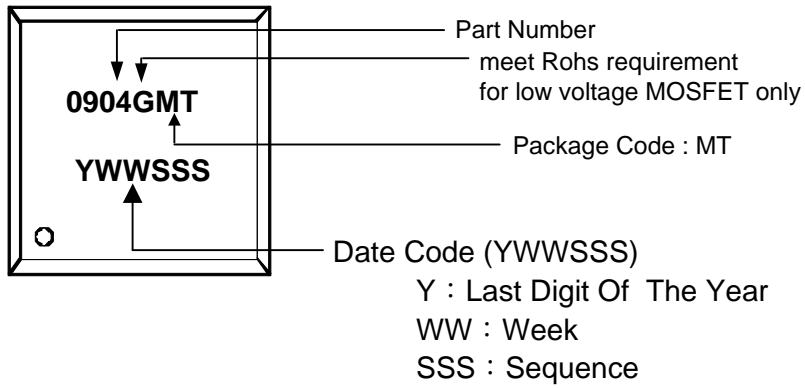 Part Number
meet Rohs requirement
for low voltage MOSFET only
0904GMT
Package Code : MT
YWWSSS
Date Code (YWWSSS)
Y：Last Digit Of The Year
WW：Week
SSS：Sequence